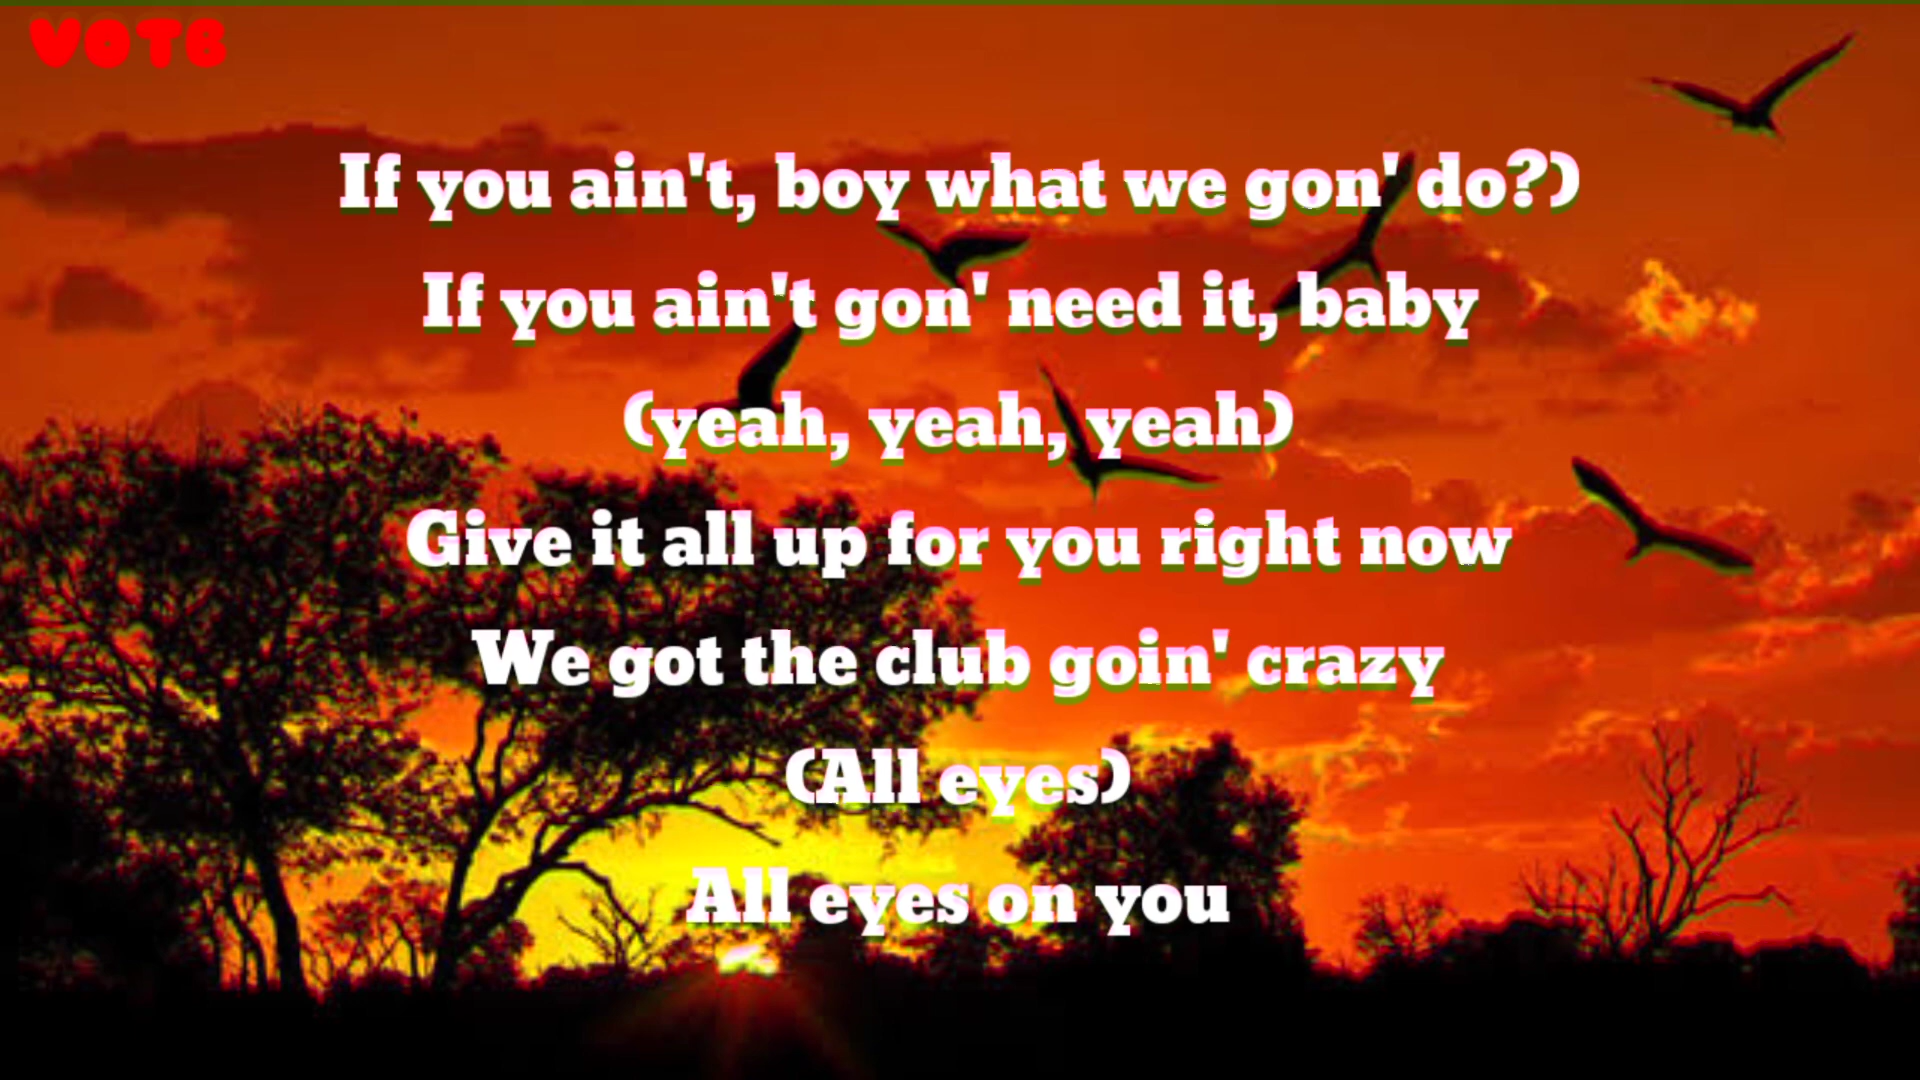 VOTB
If you ain't, boy what we gon' do?)
If you ain't gon' need it, baby
(yeah, yeah, yeah)
Give it all up for you right now
We got the club goin' crazy
(All eyes)
All eyes on you